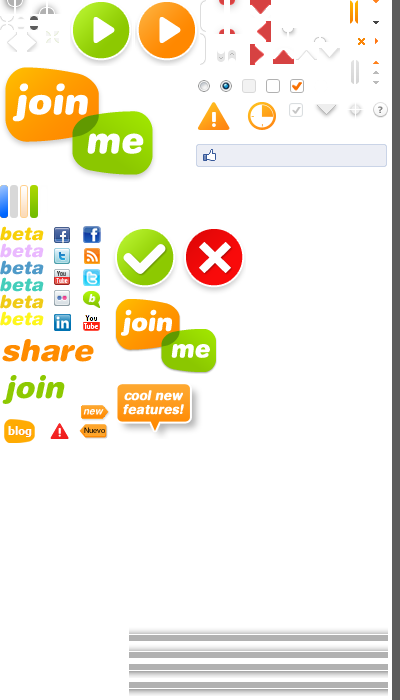 join
me
beta
beta
beta
beta
beta
beta
f
f
t
t
You
Tube
b
in
You
Tube
join
me
share
join
cool new
features!
new
blog
Nuevo